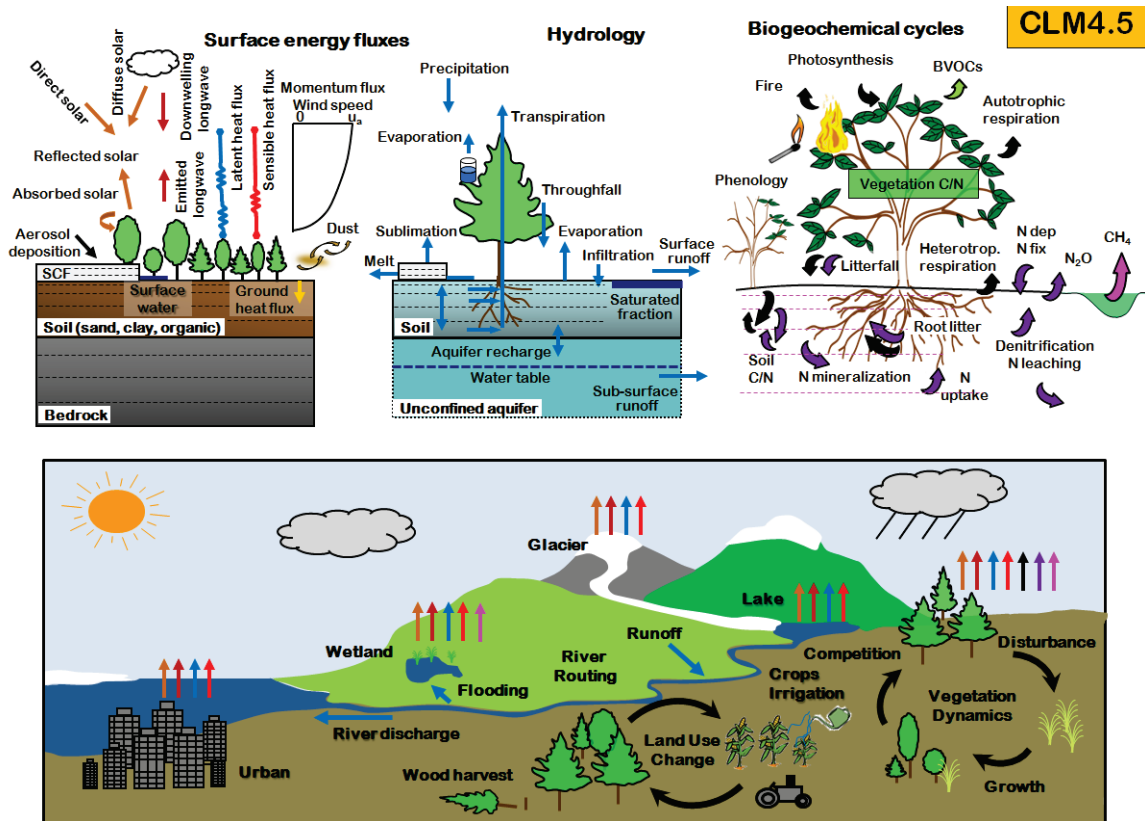 CLM4.5
Surface energy fluxes
Direct solar
Diffuse solar
Downwelling
longwave
Reflected solar
Absorbed solar
Emitted
longwave
Latent heat flux
Sensible heat flux
Momentum flux
Wind speed
0
uₐ
Aerosol
deposition
Dust
SCF
Surface
water
Ground
heat flux
Soil (sand, clay, organic)
Bedrock
Hydrology
Precipitation
Transpiration
Evaporation
Throughfall
Sublimation
Evaporation
Melt
Infiltration
Surface
runoff
Saturated
fraction
Soil
Aquifer recharge
Water table
Sub-surface
runoff
Unconfined aquifer
Biogeochemical cycles
Photosynthesis
BVOCs
Fire
Autotrophic
respiration
Phenology
Vegetation C/N
Litterfall
Heterotrop.
respiration
N dep
N fix
N₂O
CH₄
Root litter
Soil
C/N
N mineralization
N
uptake
Denitrification
N leaching
Glacier
Lake
Wetland
Runoff
River
Routing
Flooding
River discharge
Urban
Wood harvest
Land Use
Change
Crops
Irrigation
Competition
Disturbance
Vegetation
Dynamics
Growth